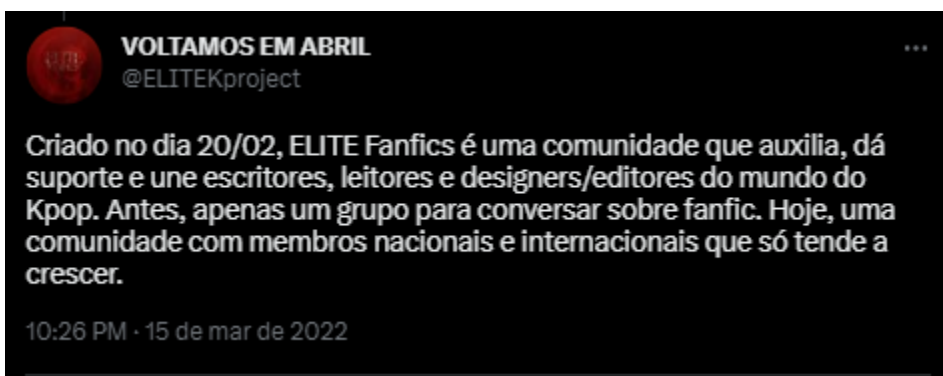 VOLTAMOS EM ABRIL
@ELITEKproject
Criado no dia 20/02, ELITE Fanfics é uma comunidade que auxilia, dá
suporte e une escritores, leitores e designers/editores do mundo do
Kpop. Antes, apenas um grupo para conversar sobre fanfic. Hoje, uma
comunidade com membros nacionais e internacionais que só tende a
crescer.
10:26 PM · 15 de mar de 2022